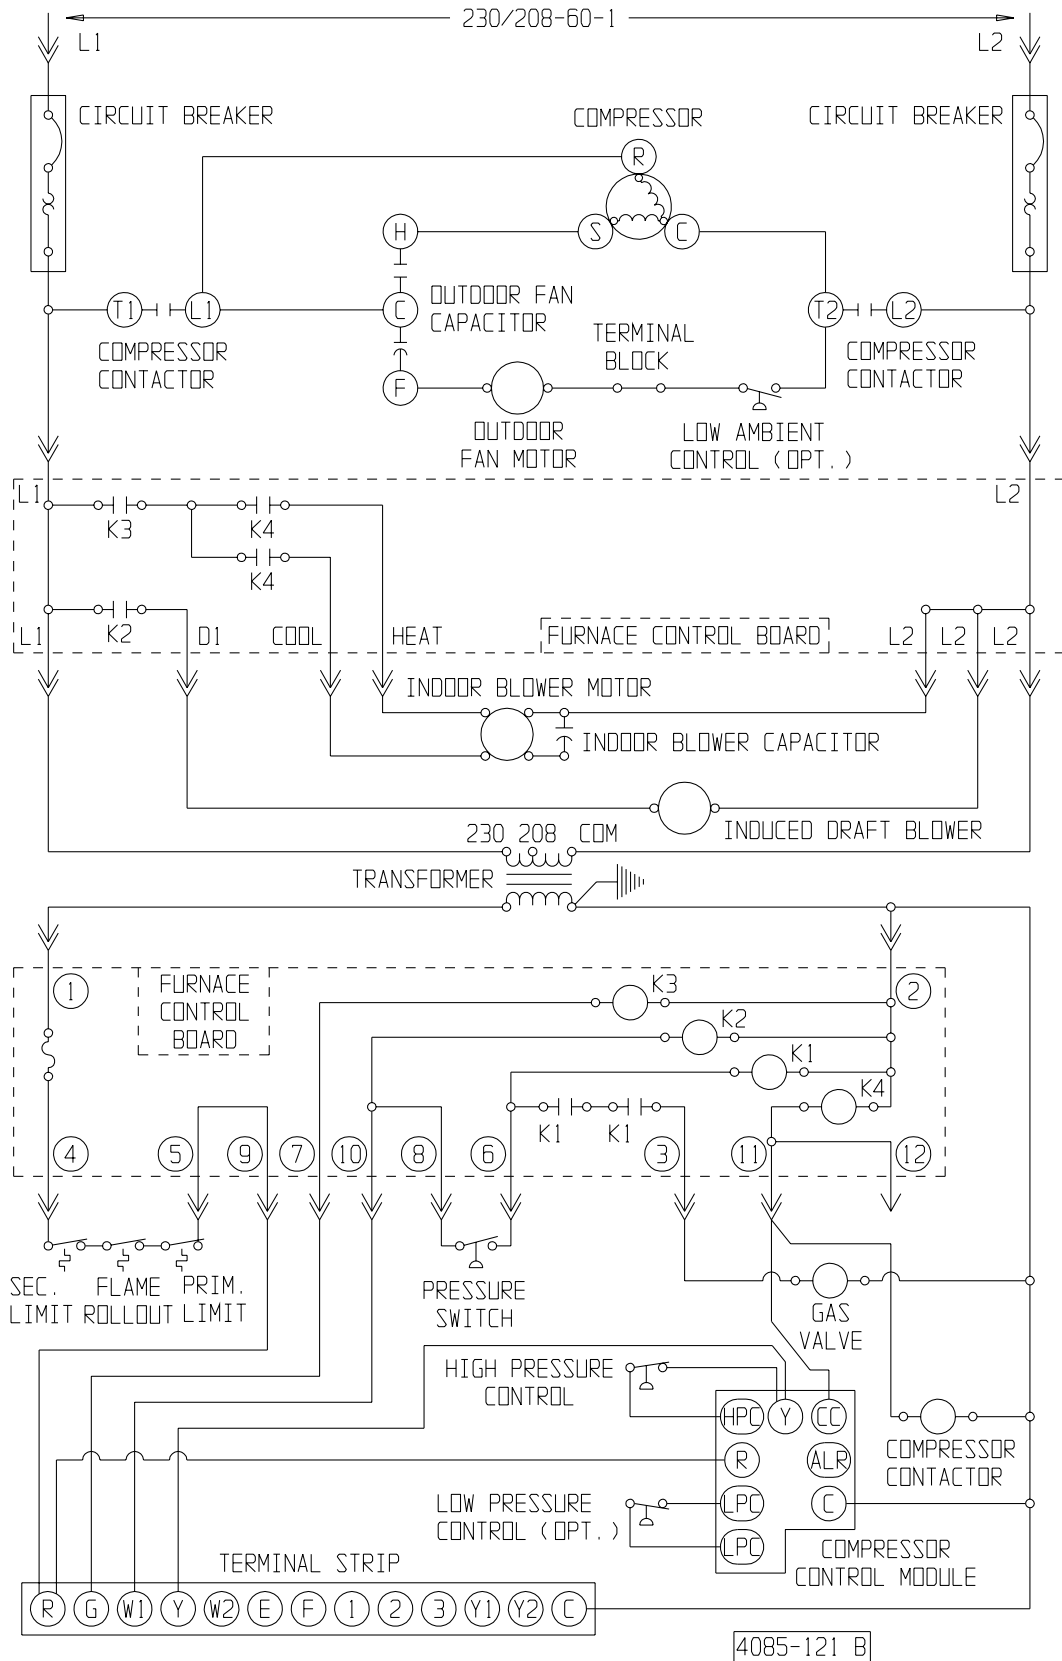 230/208-60-1
L1
L2
CIRCUIT BREAKER
COMPRESSOR
CIRCUIT BREAKER
R
H
S
C
T1
L1
C
OUTDOOR FAN
CAPACITOR
T2
L2
COMPRESSOR
CONTACTOR
TERMINAL
BLOCK
COMPRESSOR
CONTACTOR
F
OUTDOOR
FAN MOTOR
LOW AMBIENT
CONTROL (OPT.)
L1
L2
K3
K4
K4
K2
L1
D1
COOL
HEAT
FURNACE CONTROL BOARD
L2
L2
L2
INDOOR BLOWER MOTOR
INDOOR BLOWER CAPACITOR
INDUCED DRAFT BLOWER
230 208 COM
TRANSFORMER
1
FURNACE
CONTROL
BOARD
K3
2
K2
K1
K4
K1
K1
4
5
9
7
10
8
6
3
11
12
SEC.
LIMIT
FLAME
ROLLOUT
PRIM.
LIMIT
PRESSURE
SWITCH
GAS
VALVE
HIGH PRESSURE
CONTROL
HPC
Y
CC
R
ALR
COMPRESSOR
CONTACTOR
LOW PRESSURE
CONTROL (OPT.)
LPC
C
LPC
COMPRESSOR
CONTROL MODULE
TERMINAL STRIP
R G W1 Y W2 E F 1 2 3 Y1 Y2 C
4085-121 B